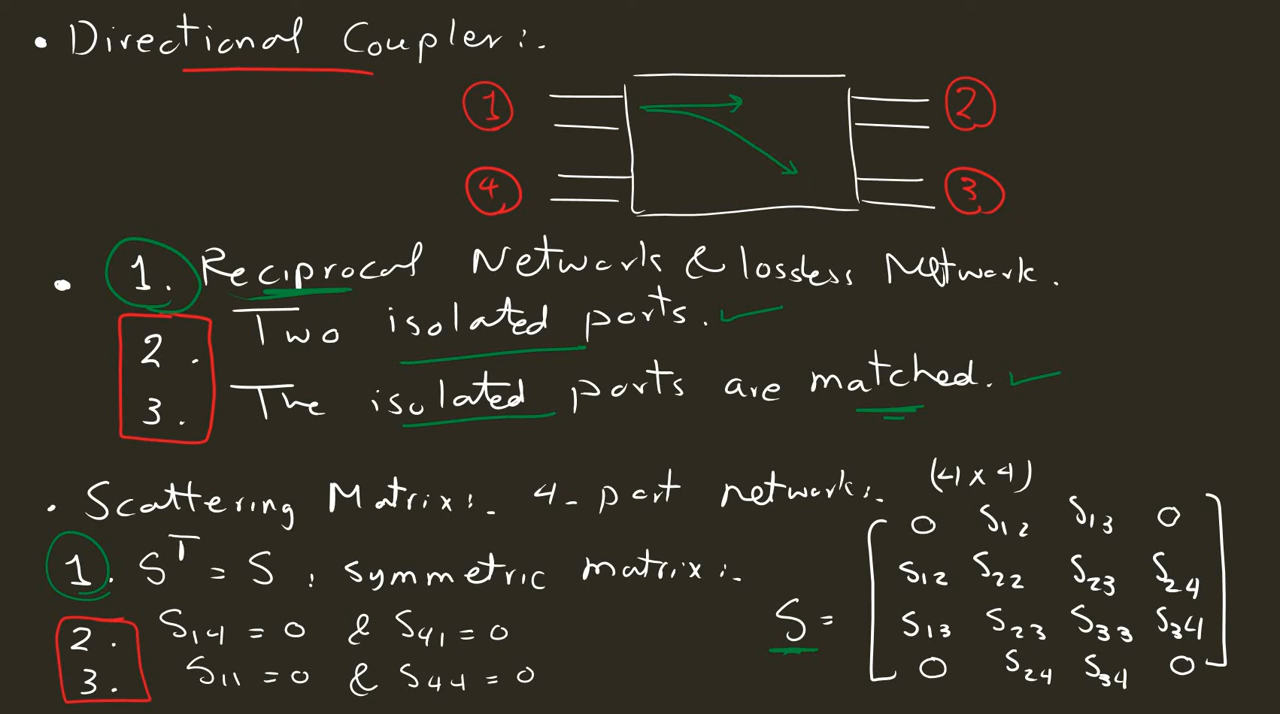 • Directional Coupler:.
1 2
4 3
• 1. Reciprocal Network & lossless Network.
2. Two isolated ports. ✓
3. The isolated ports are matched. ✓
• Scattering Matrix:. 4-port network:. (4x4)
1. Sᵀ = S : symmetric matrix:.
2. S14 = 0 & S41 = 0
3. S11 = 0 & S44 = 0
S =
0 S12 S13 0
S12 S22 S23 S24
S13 S23 S33 S34
0 S24 S34 0